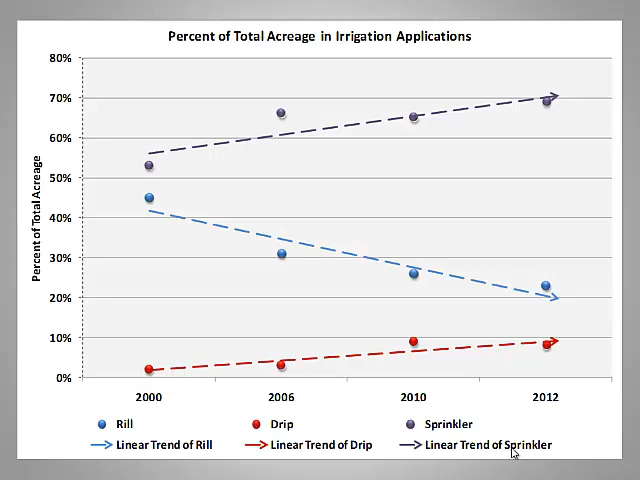 Percent of Total Acreage in Irrigation Applications
80%
70%
60%
50%
40%
30%
20%
10%
0%
Percent of Total Acreage
2000 2006 2010 2012
Rill Drip Sprinkler
Linear Trend of Rill Linear Trend of Drip Linear Trend of Sprinkler